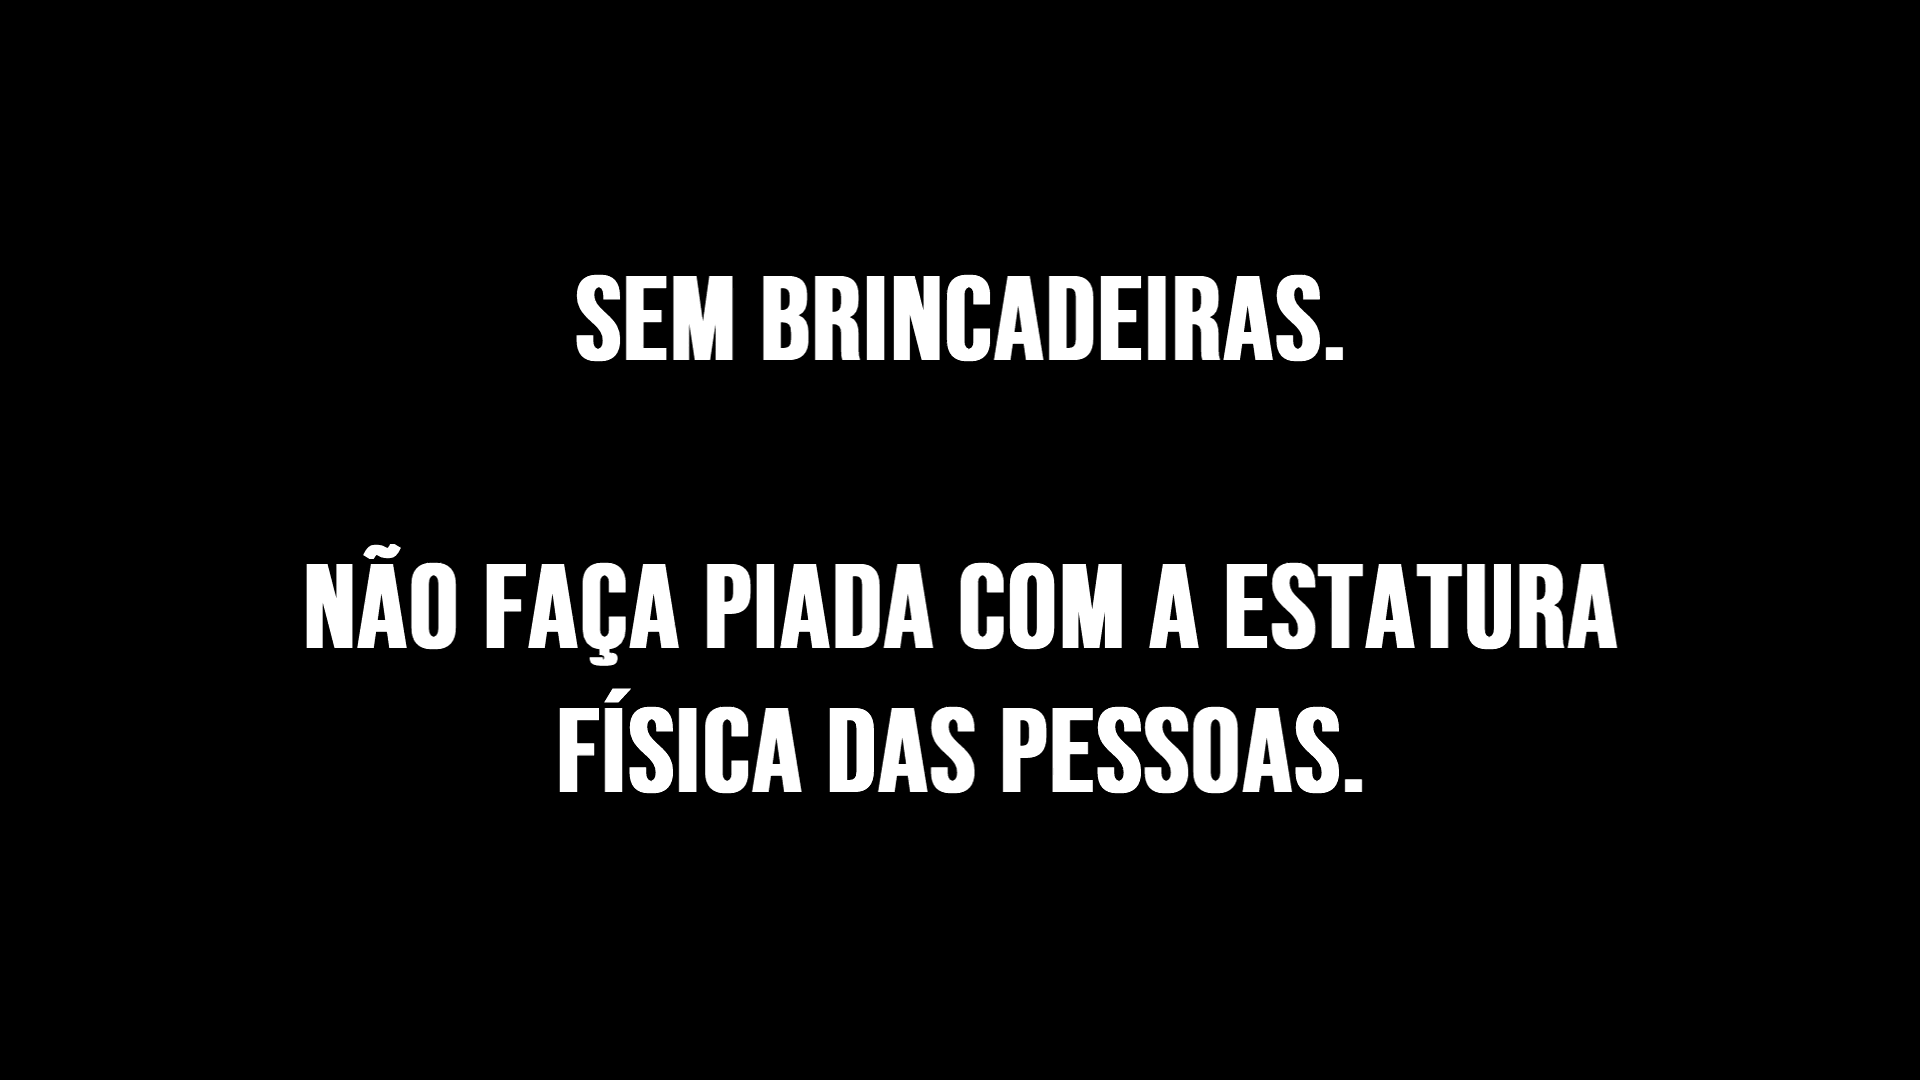 SEM BRINCADEIRAS.
NÃO FAÇA PIADA COM A ESTATURA
FÍSICA DAS PESSOAS.